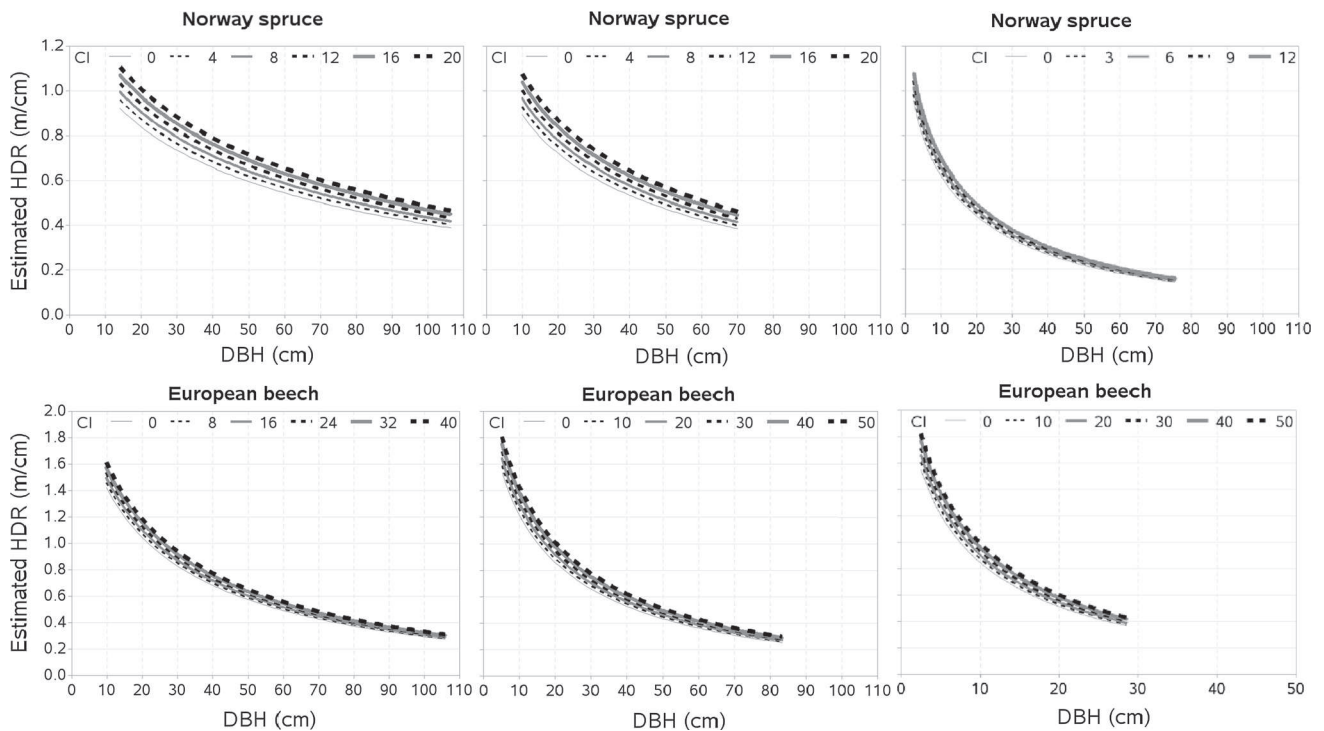 Norway spruce
Norway spruce
Norway spruce
CI 0 4 8 12 16 20
CI 0 4 8 12 16 20
CI 0 3 6 9 12
Estimated HDR (m/cm)
1.2
1.0
0.8
0.6
0.4
0.2
0.0
0 10 20 30 40 50 60 70 80 90 100 110
0 10 20 30 40 50 60 70 80 90 100 110
0 10 20 30 40 50 60 70 80 90 100 110
DBH (cm)
DBH (cm)
DBH (cm)
European beech
European beech
European beech
CI 0 8 16 24 32 40
CI 0 10 20 30 40 50
CI 0 10 20 30 40 50
Estimated HDR (m/cm)
2.0
1.8
1.6
1.4
1.2
1.0
0.8
0.6
0.4
0.2
0.0
0 10 20 30 40 50 60 70 80 90 100 110
0 10 20 30 40 50 60 70 80 90 100 110
0 10 20 30 40 50
DBH (cm)
DBH (cm)
DBH (cm)